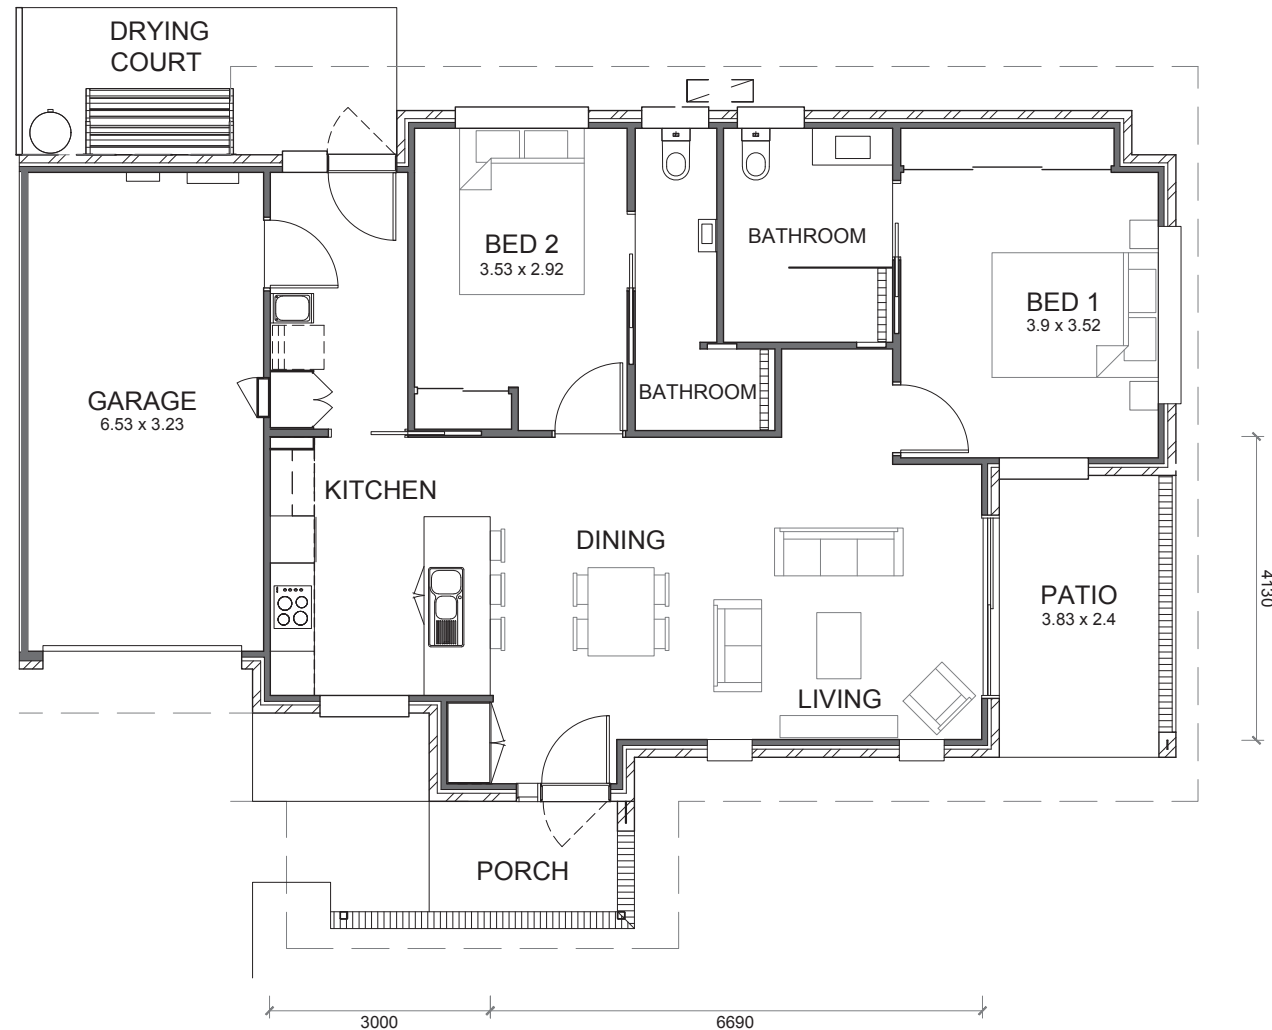 DRYING
COURT
BED 2
3.53 x 2.92
BATHROOM
BED 1
3.9 x 3.52
GARAGE
6.53 x 3.23
BATHROOM
KITCHEN
DINING
PATIO
3.83 x 2.4
4130
LIVING
PORCH
3000
6690